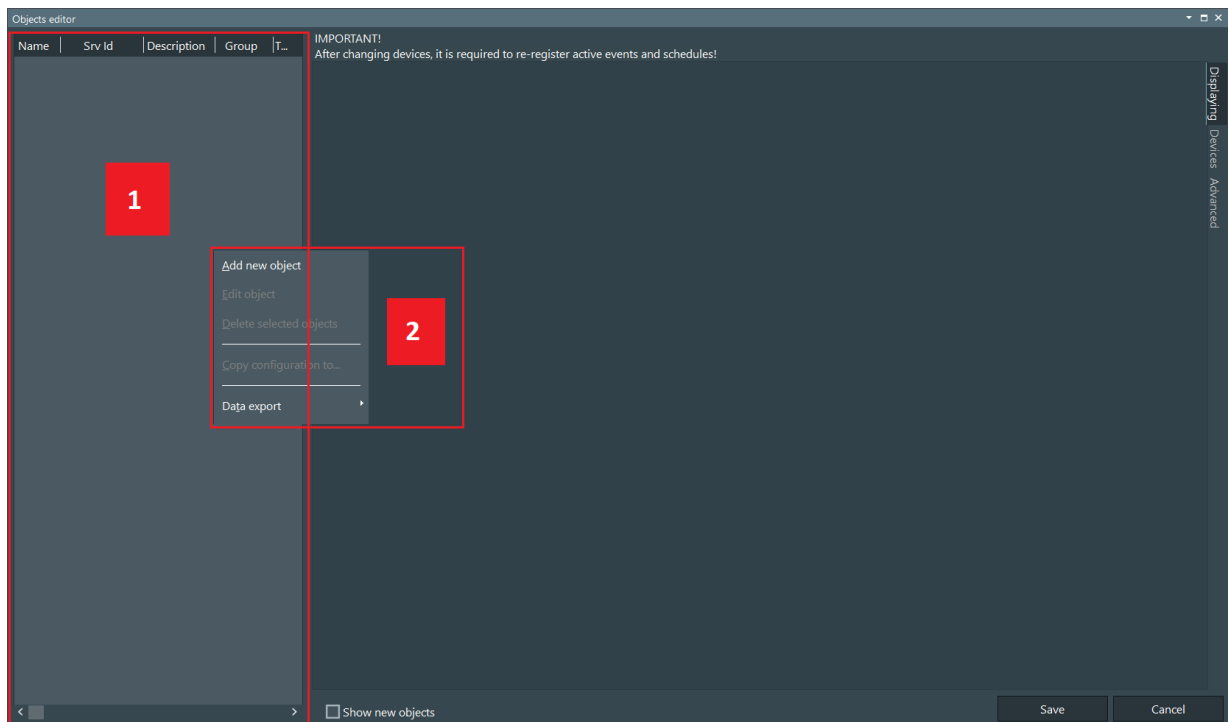 Objects editor
Name Srv Id Description Group T...
IMPORTANT!
After changing devices, it is required to re-register active events and schedules!
Displaying
Devices
Advanced
1
Add new object
Edit object
Delete selected objects
2
Copy configuration to...
Data export
Show new objects
Save
Cancel